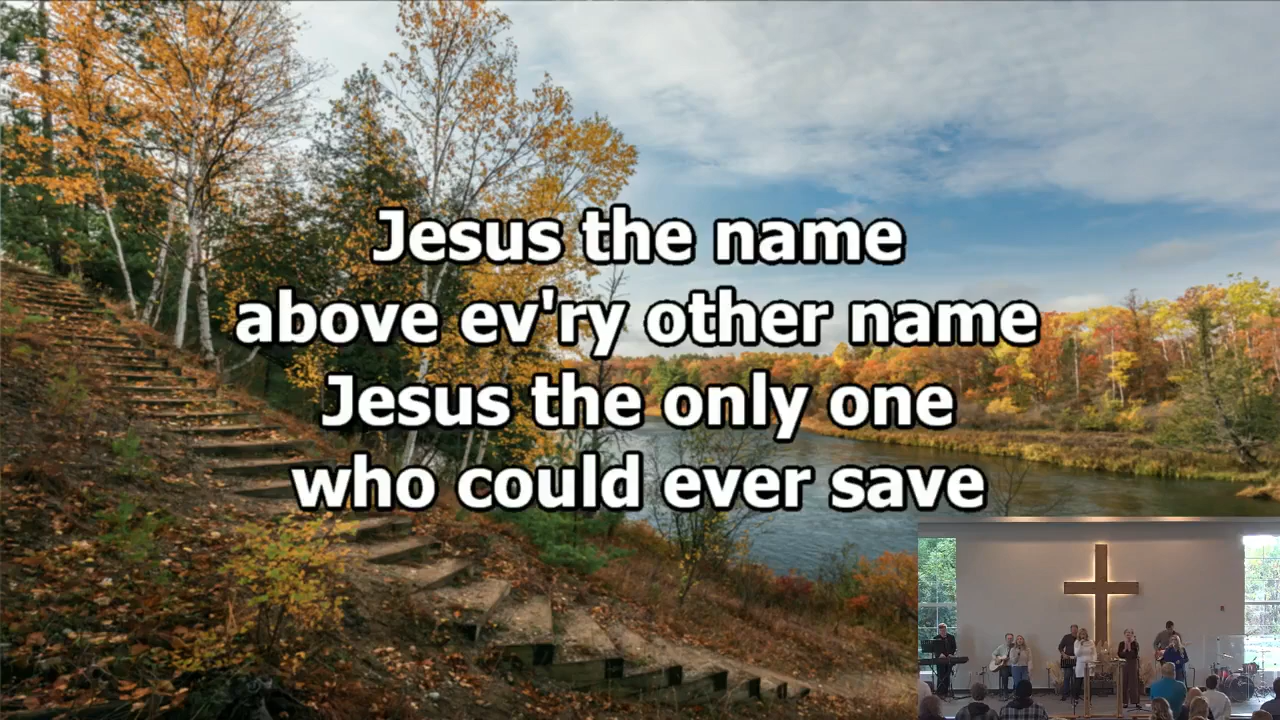 Jesus the name
above ev'ry other name
Jesus the only one
who could ever save